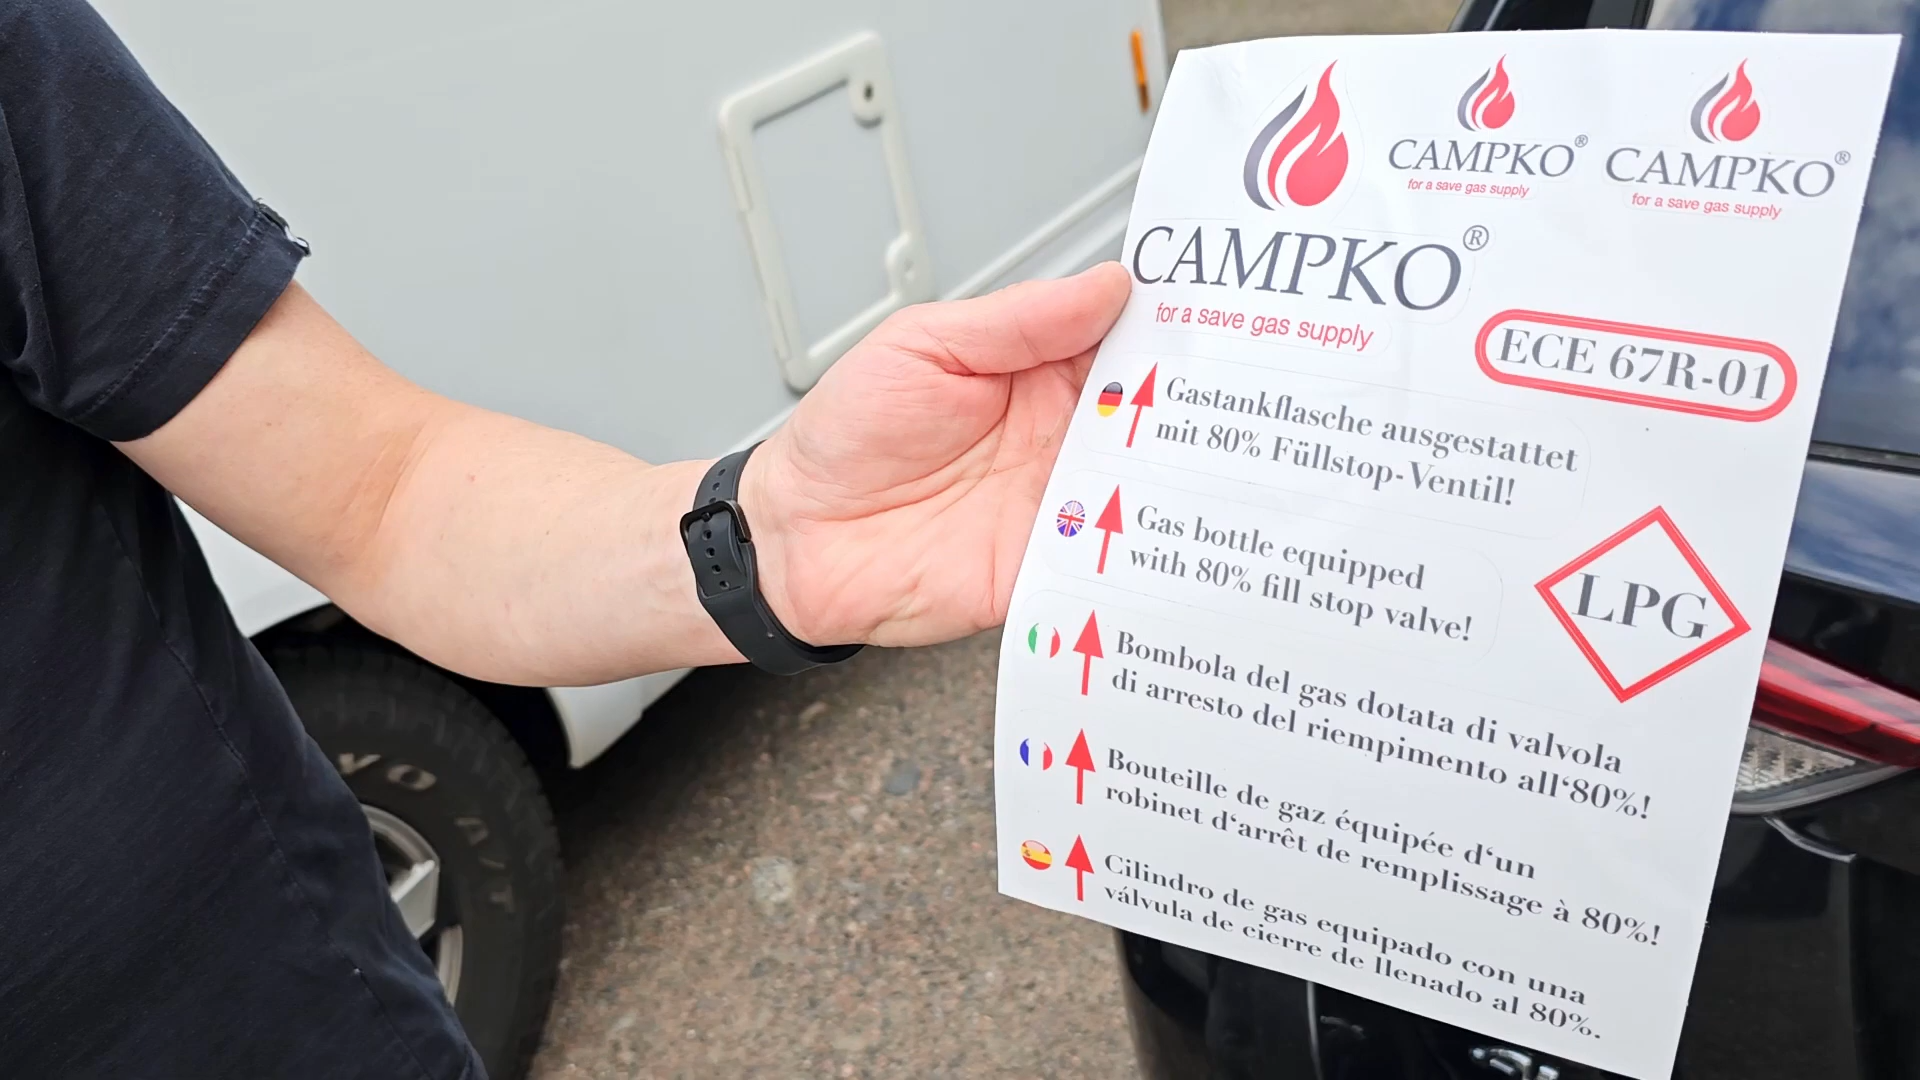 CAMPKO®
for a save gas supply
CAMPKO®
for a save gas supply
CAMPKO®
for a save gas supply
ECE 67R-01
Gastankflasche ausgestattet
mit 80% Füllstop-Ventil!
Gas bottle equipped
with 80% fill stop valve!
LPG
Bombola del gas dotata di valvola
di arresto del riempimento all‘80%!
Bouteille de gaz équipée d‘un
robinet d‘arrêt de remplissage à 80%!
Cilindro de gas equipado con una
válvula de cierre de llenado al 80%.
VO A/T